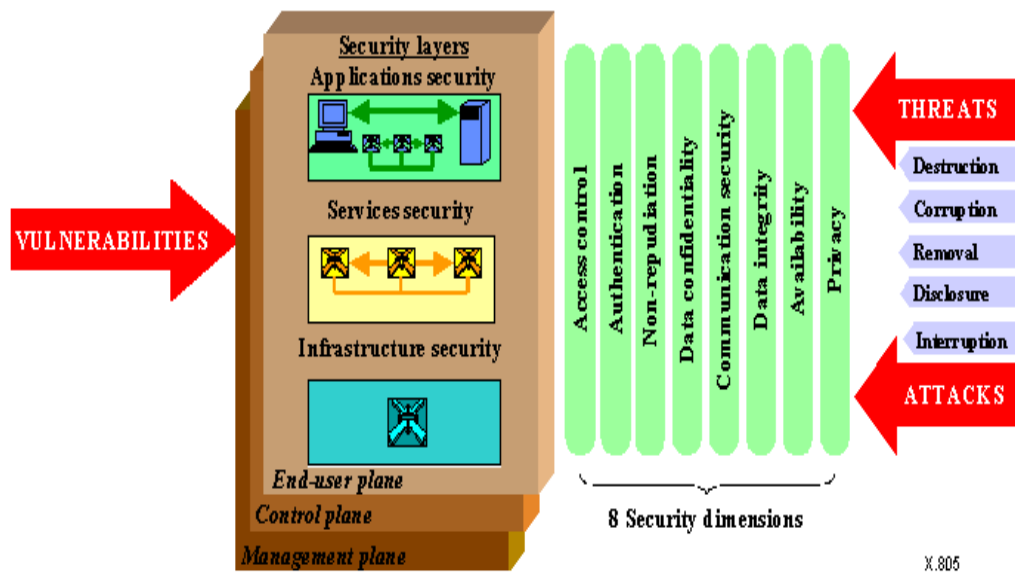 Security layers
Applications security
Services security
Infrastructure security
End-user plane
Control plane
Management plane
VULNERABILITIES
Access control
Authentication
Non-repudiation
Data confidentiality
Communication security
Data integrity
Availability
Privacy
8 Security dimensions
THREATS
Destruction
Corruption
Removal
Disclosure
Interruption
ATTACKS
X.805